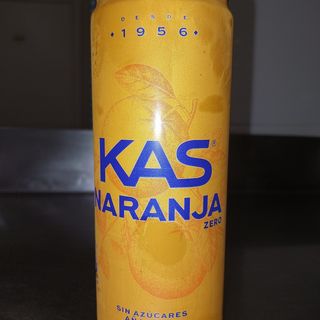 DESDE
1956
KAS®
NARANJA
ZERO
SIN AZÚCARES